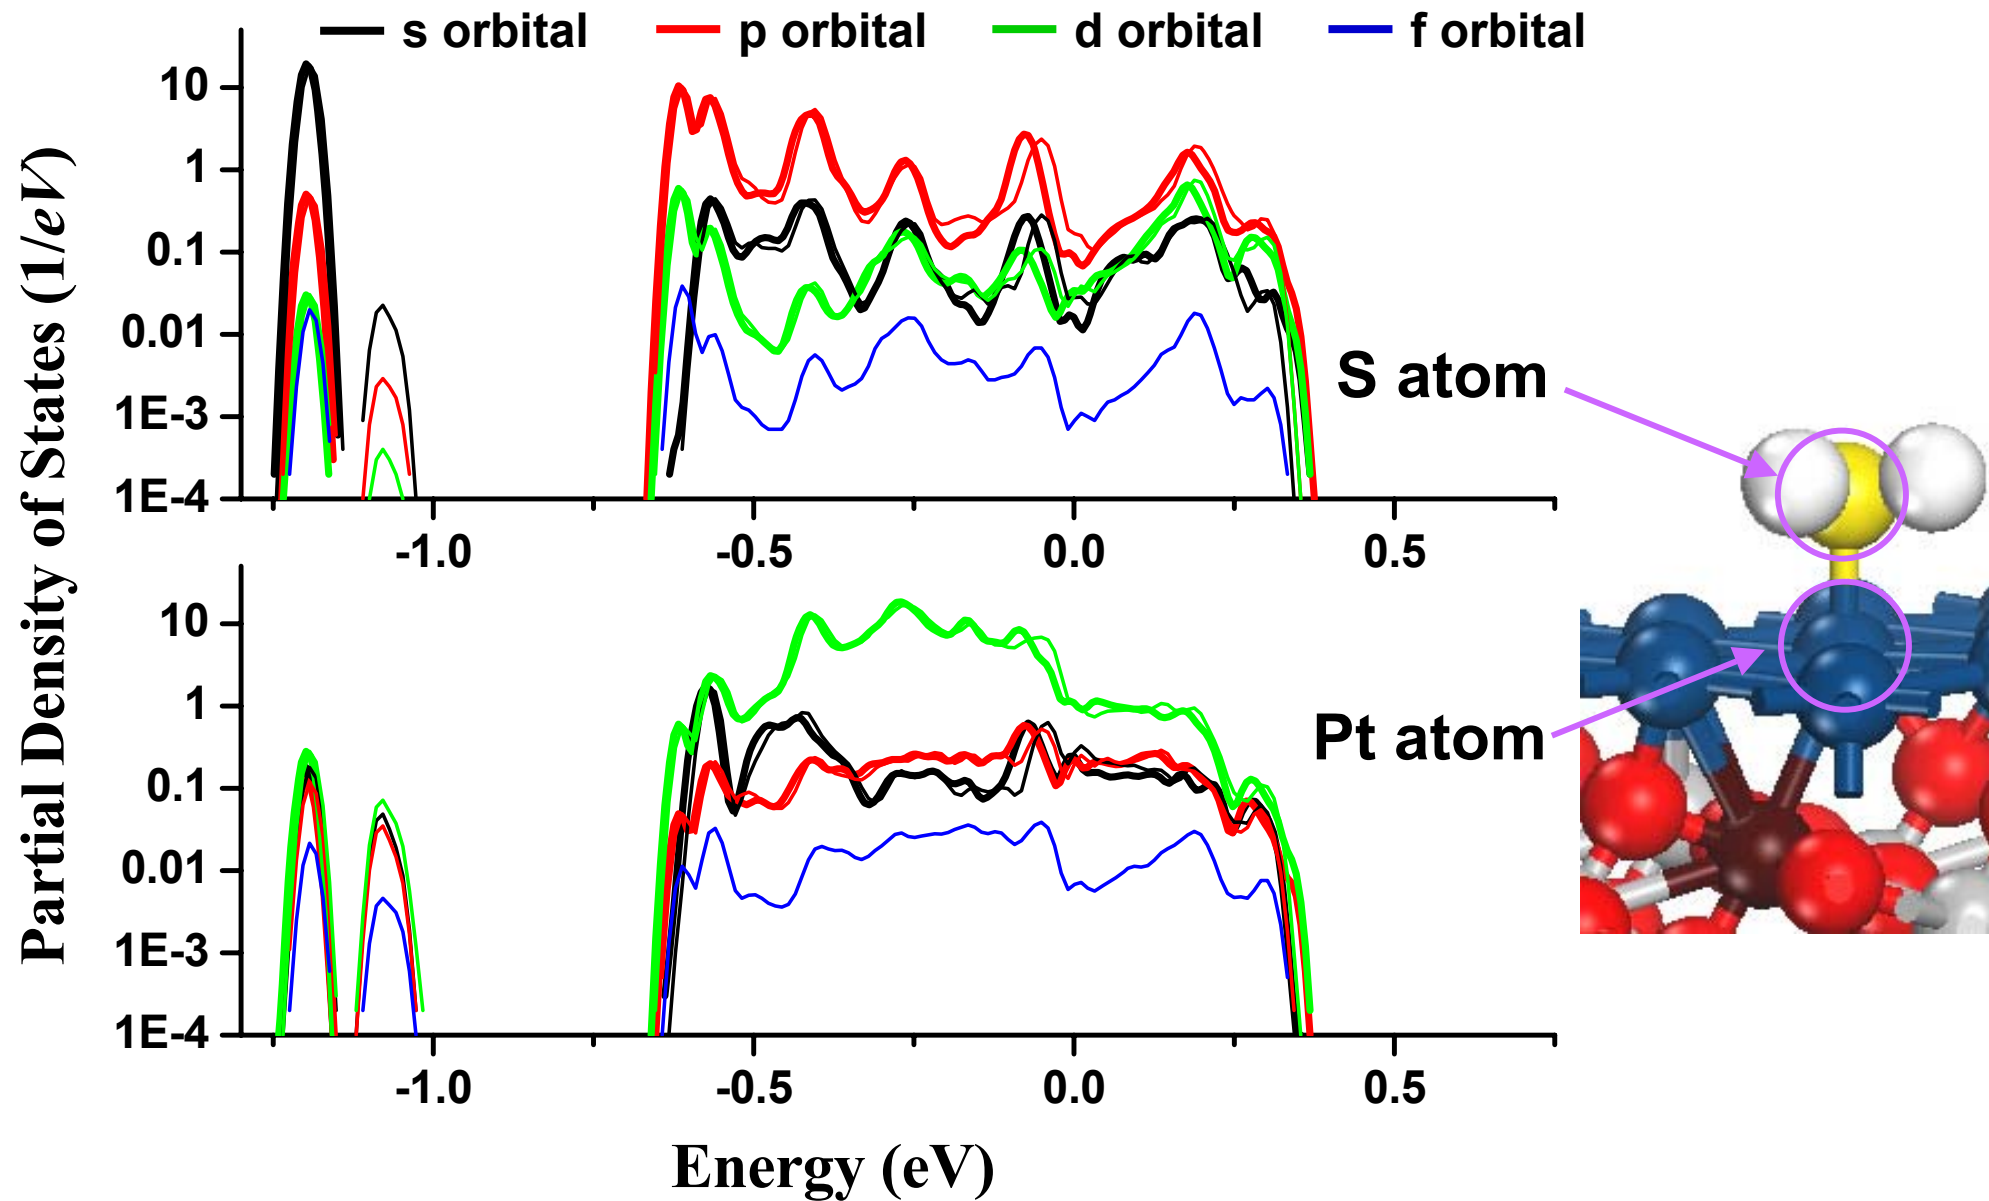 s orbital p orbital d orbital f orbital
Partial Density of States (1/eV)
10
1
0.1
0.01
1E-3
1E-4
-1.0 -0.5 0.0 0.5
S atom
10
1
0.1
0.01
1E-3
1E-4
-1.0 -0.5 0.0 0.5
Pt atom
Energy (eV)